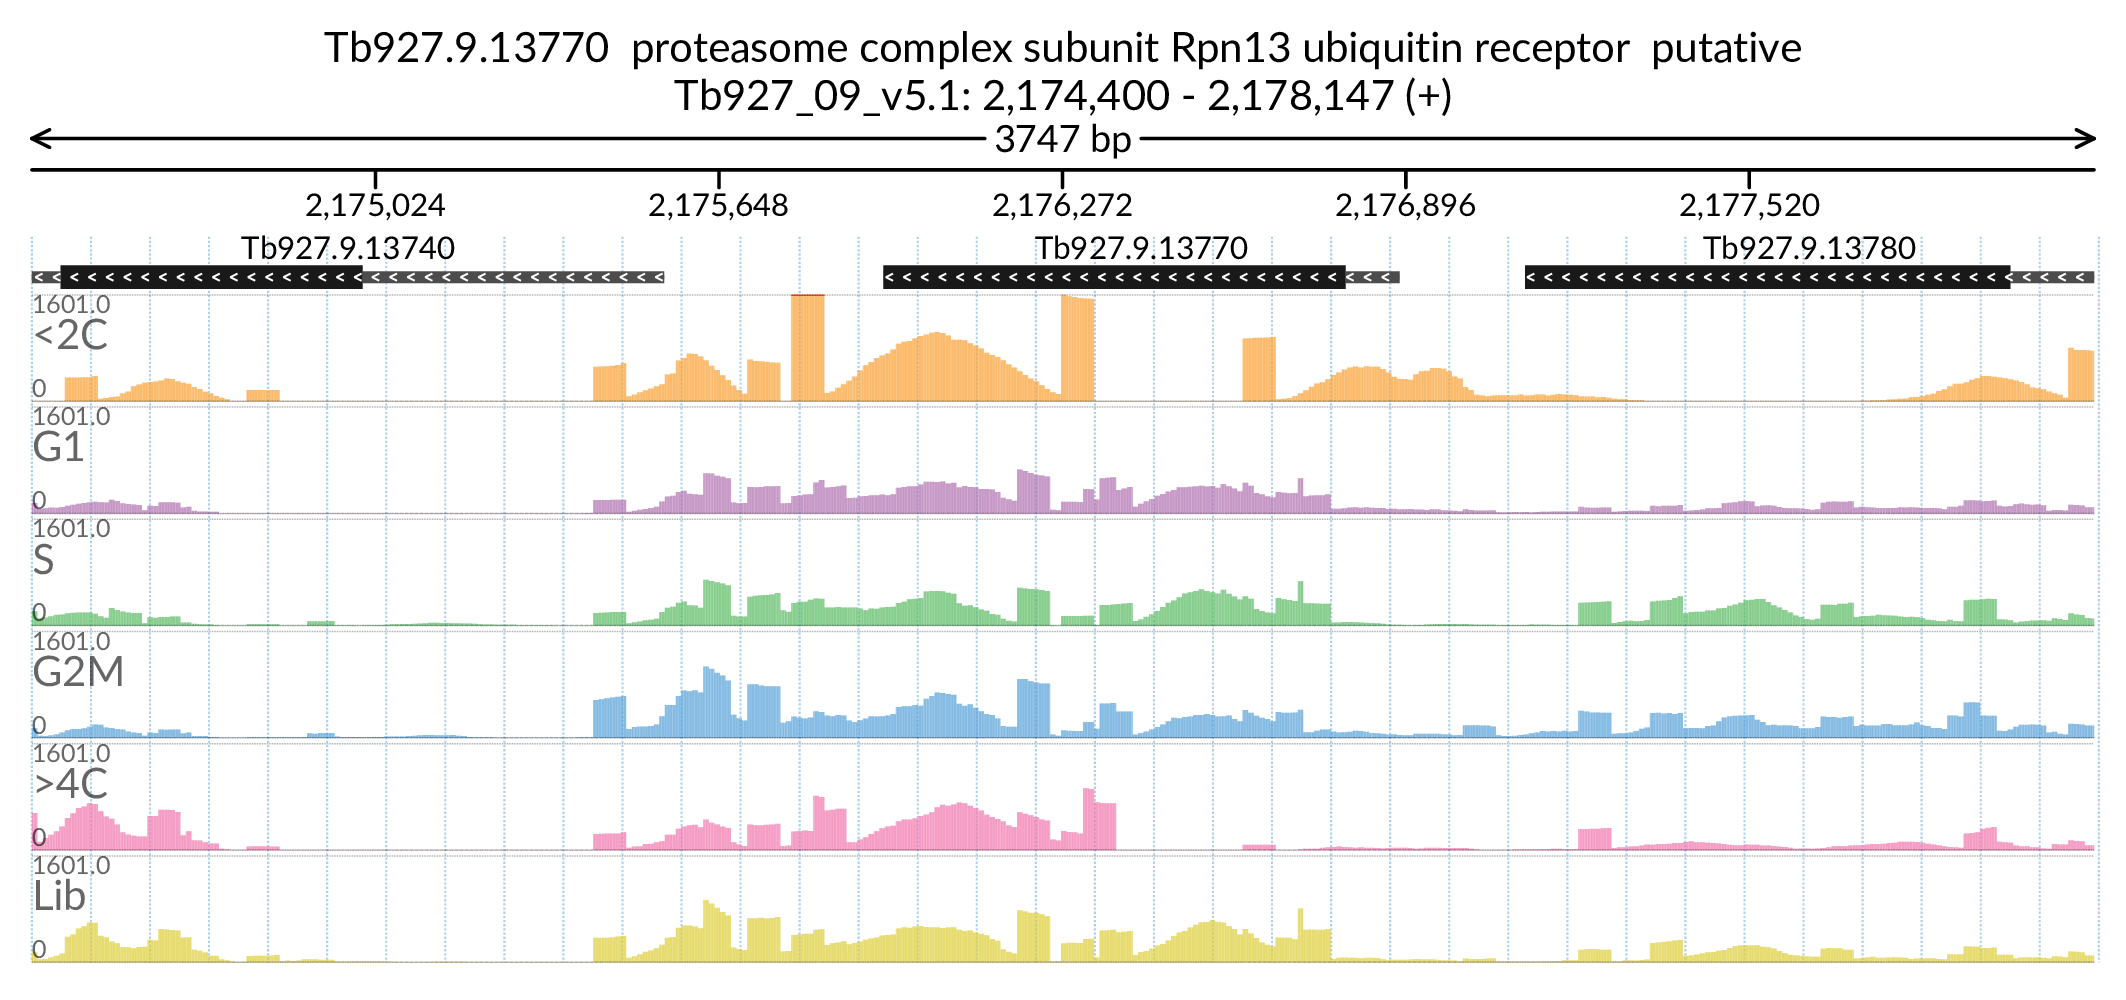 Tb927.9.13770  proteasome complex subunit Rpn13 ubiquitin receptor  putative
Tb927_09_v5.1: 2,174,400 - 2,178,147 (+)
3747 bp
2,175,024 2,175,648 2,176,272 2,176,896 2,177,520
Tb927.9.13740 Tb927.9.13770 Tb927.9.13780
1601.0
<2C
0
1601.0
G1
0
1601.0
S
0
1601.0
G2M
0
1601.0
>4C
0
1601.0
Lib
0